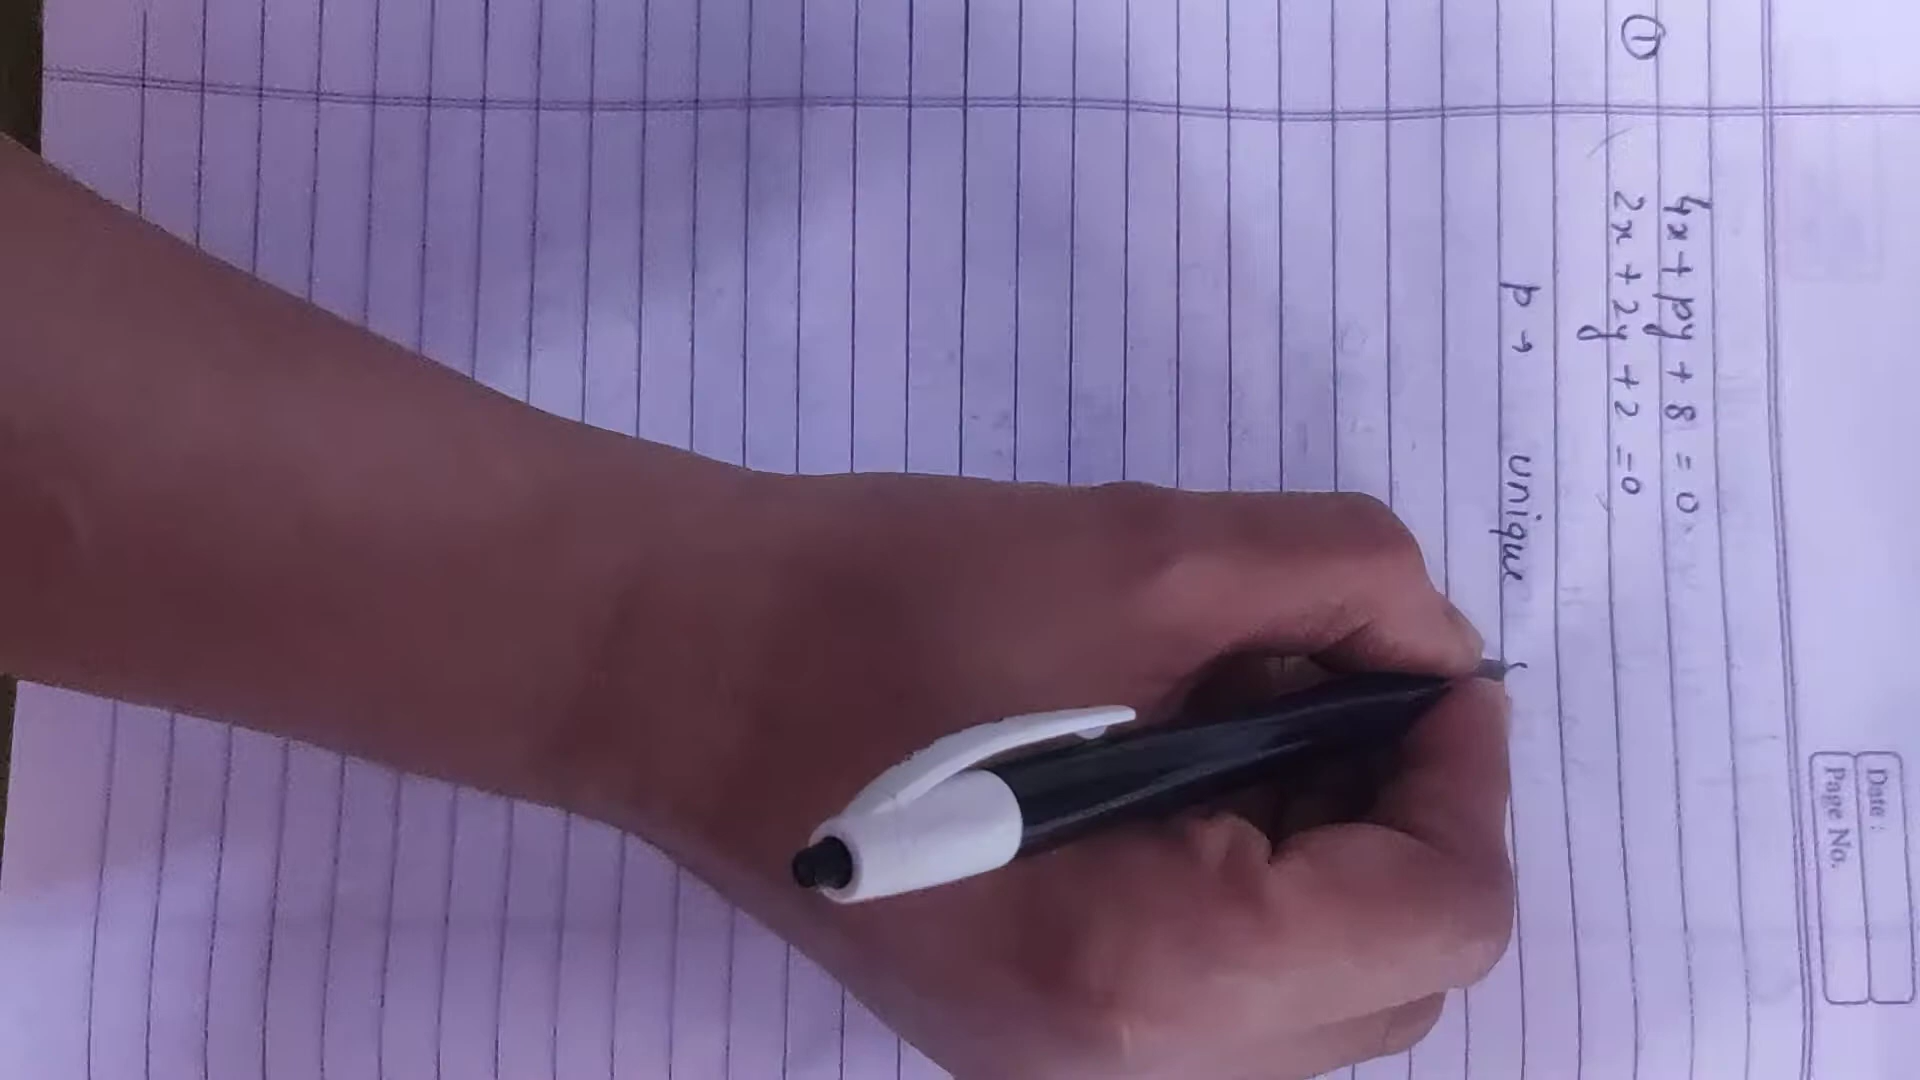 Date :
Page No.
① 4x + py + 8 = 0
2x + 2y + 2 = 0
p → unique